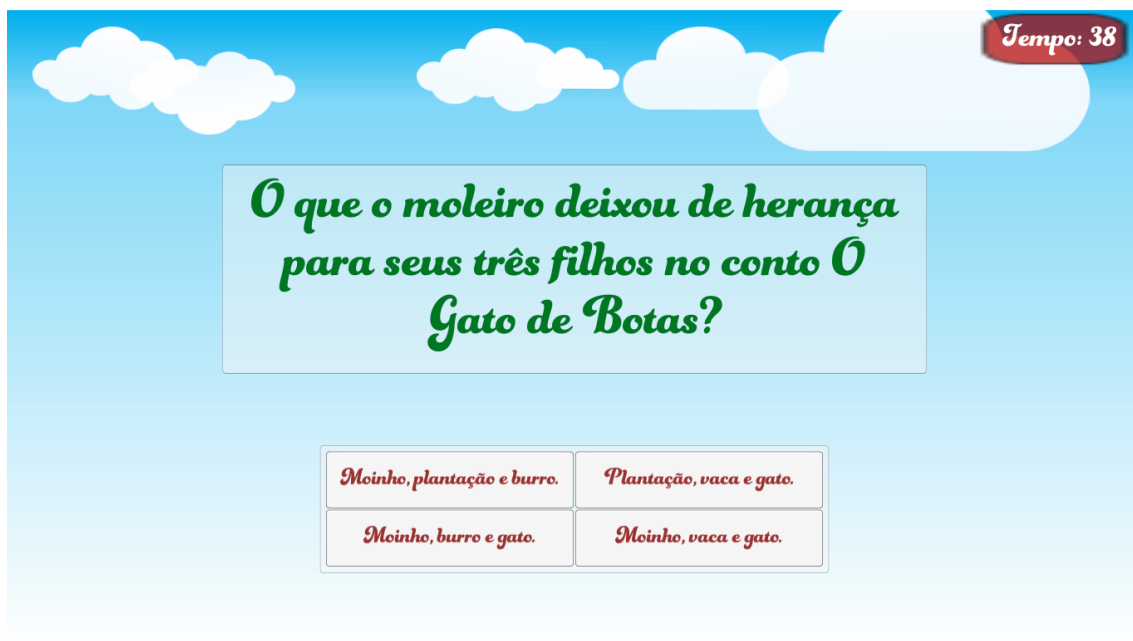 Tempo: 38
O que o moleiro deixou de herança
para seus três filhos no conto O
Gato de Botas?
Moinho, plantação e burro.
Plantação, vaca e gato.
Moinho, burro e gato.
Moinho, vaca e gato.